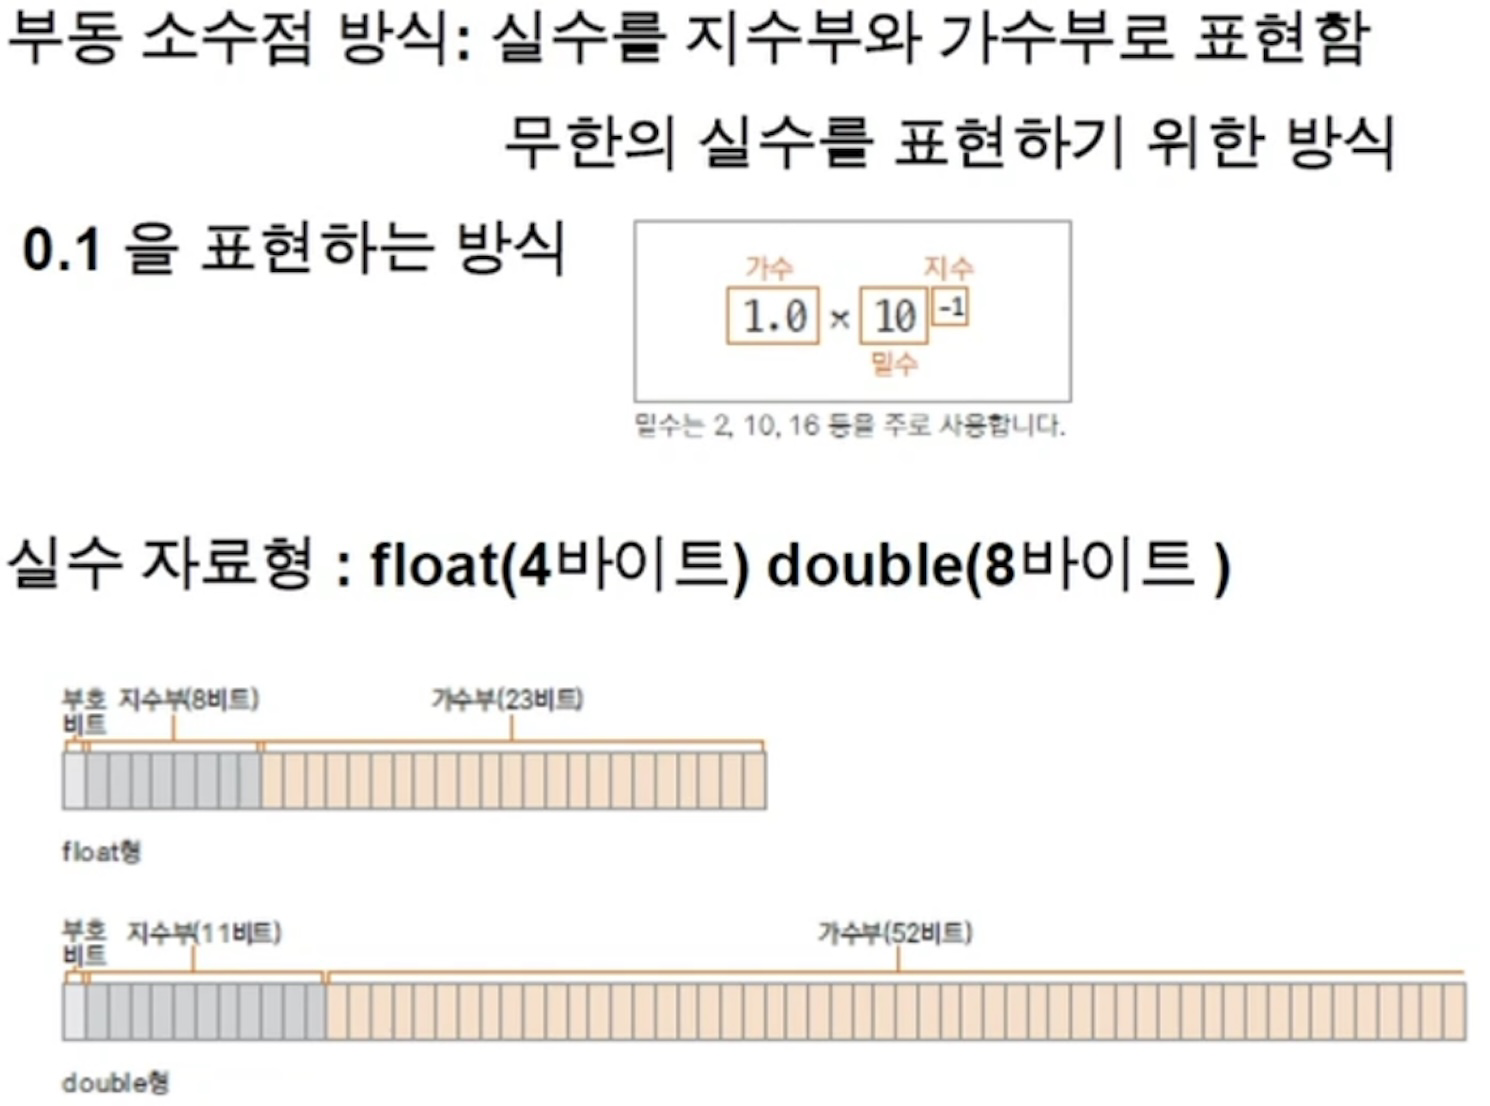 부동 소수점 방식: 실수를 지수부와 가수부로 표현함
무한의 실수를 표현하기 위한 방식
0.1 을 표현하는 방식
가수 지수
1.0 × 10 -1
밑수
밑수는 2, 10, 16 등을 주로 사용합니다.
실수 자료형 : float(4바이트) double(8바이트 )
부호 지수부(8비트) 가수부(23비트)
비트
float형
부호 지수부(11비트) 가수부(52비트)
비트
double형